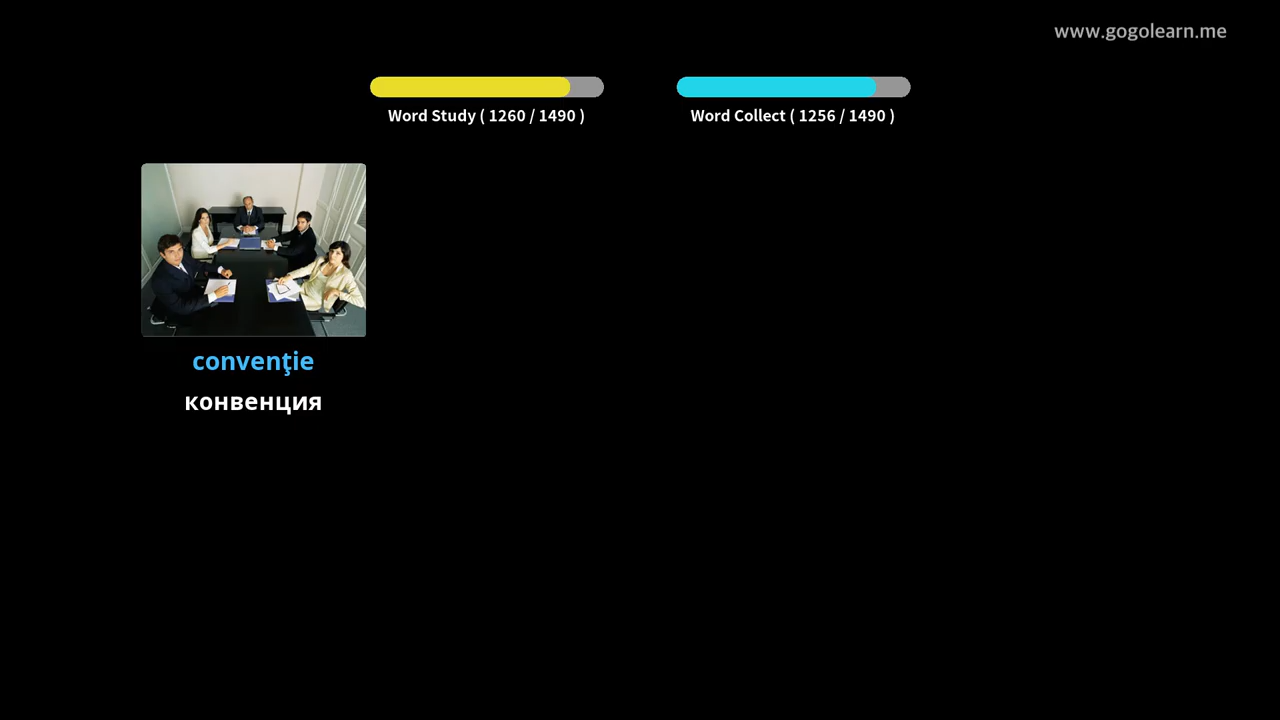 www.gogolearn.me
Word Study ( 1260 / 1490 )
Word Collect ( 1256 / 1490 )
convenţie
конвенция